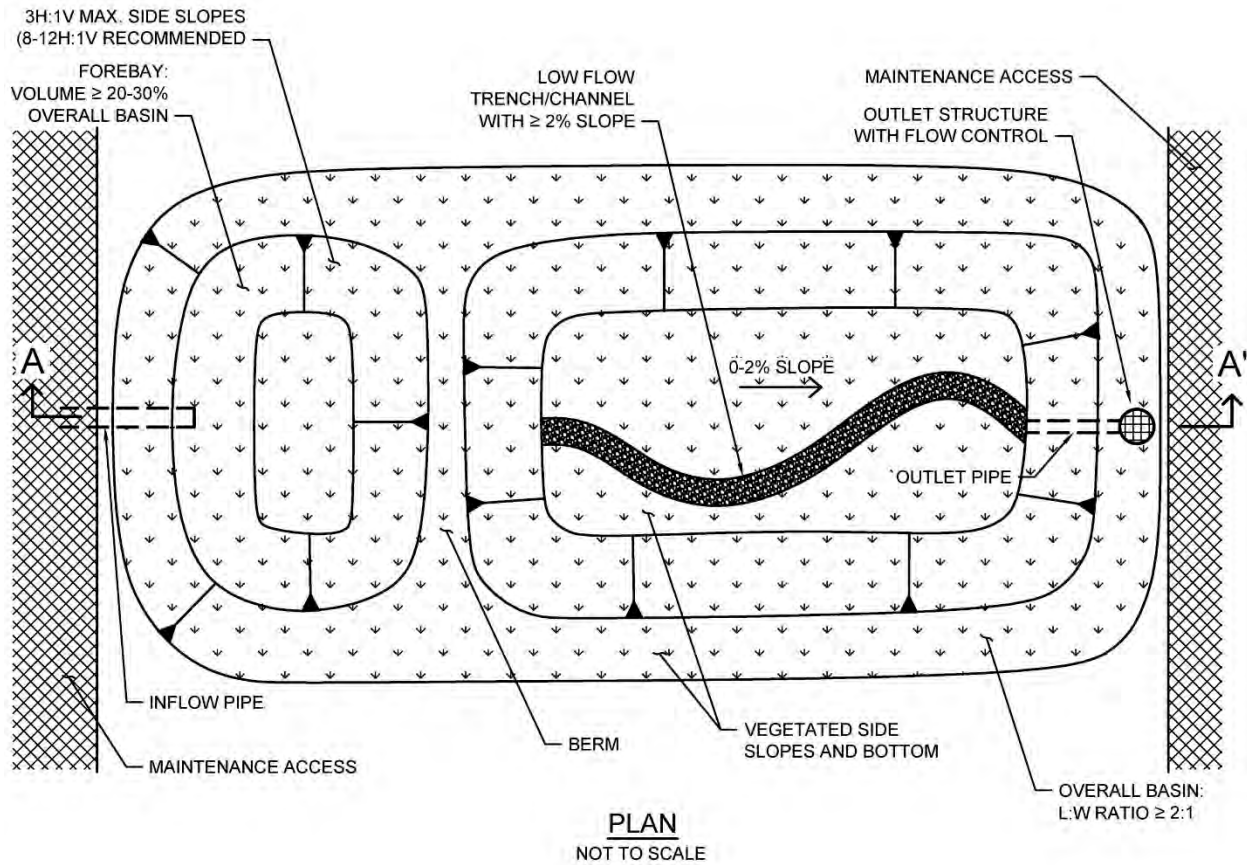 3H:1V MAX. SIDE SLOPES
(8-12H:1V RECOMMENDED
FOREBAY:
VOLUME ≥ 20-30%
OVERALL BASIN
LOW FLOW
TRENCH/CHANNEL
WITH ≥ 2% SLOPE
MAINTENANCE ACCESS
OUTLET STRUCTURE
WITH FLOW CONTROL
A
A'
0-2% SLOPE
OUTLET PIPE
INFLOW PIPE
MAINTENANCE ACCESS
BERM
VEGETATED SIDE
SLOPES AND BOTTOM
OVERALL BASIN:
L:W RATIO ≥ 2:1
PLAN
NOT TO SCALE